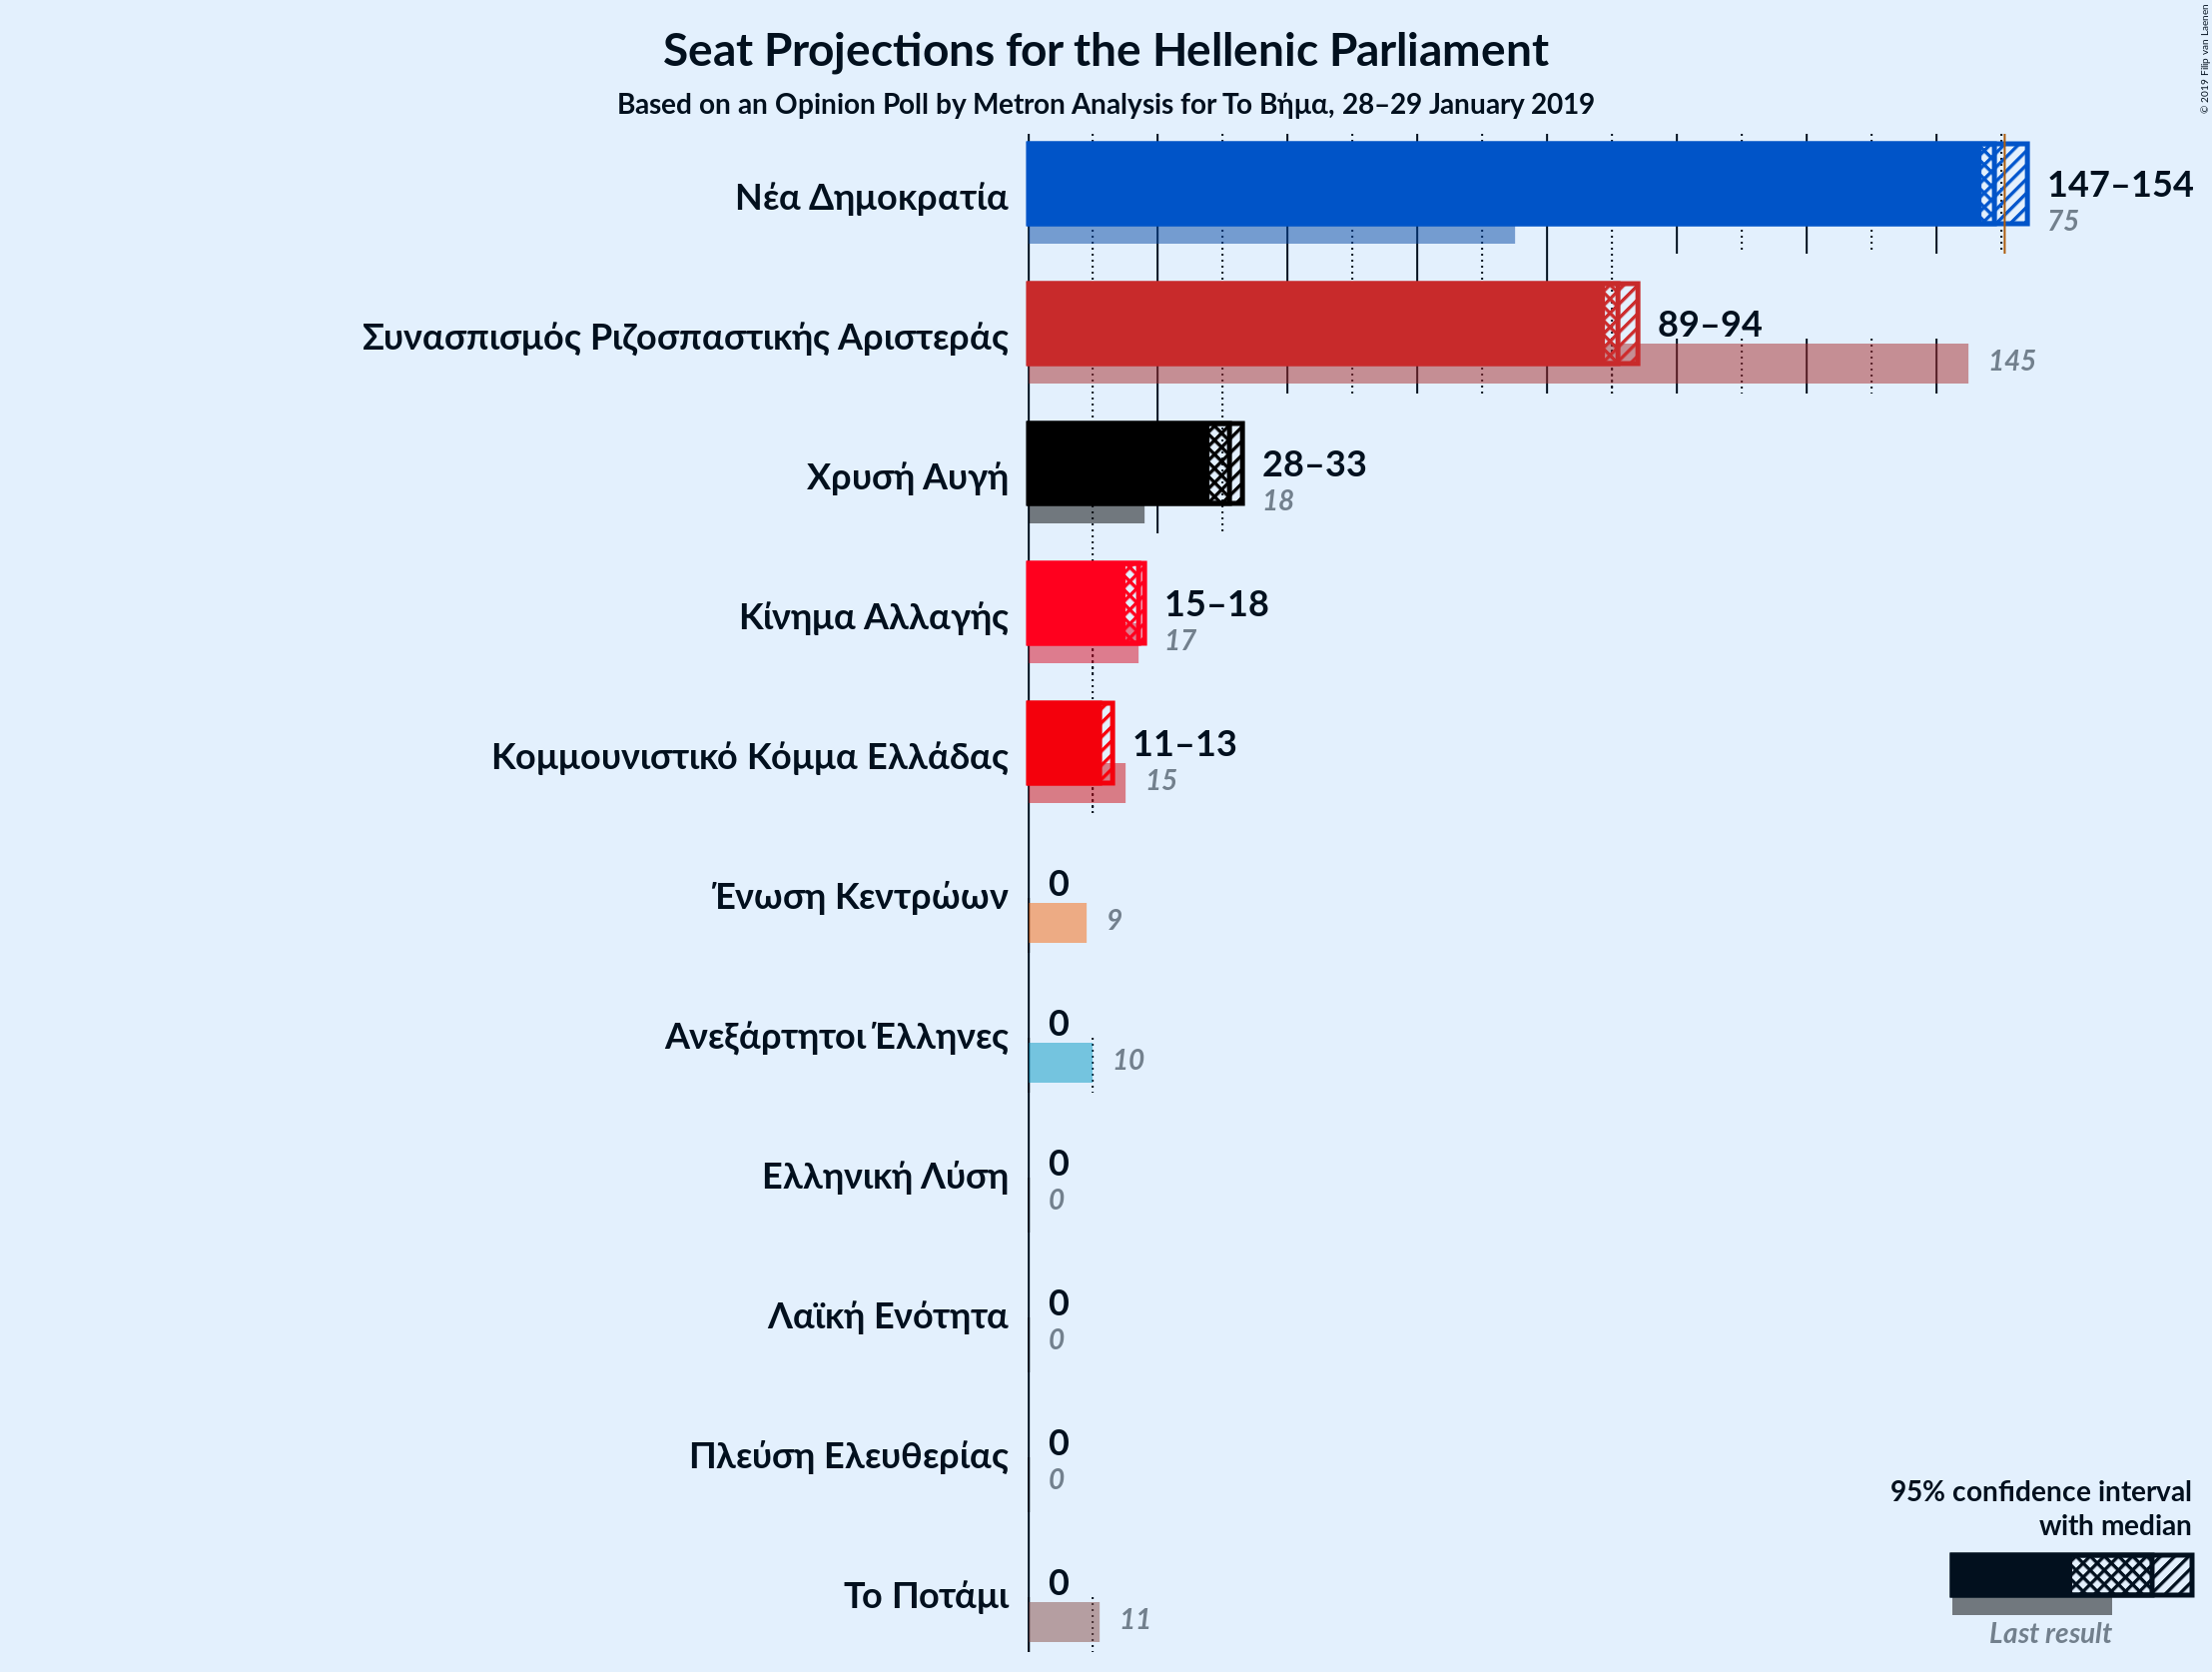 Seat Projections for the Hellenic Parliament
Based on an Opinion Poll by Metron Analysis for Το Βήμα, 28–29 January 2019
© 2019 Filip van Laenen
Νέα Δημοκρατία
147–154
75
Συνασπισμός Ριζοσπαστικής Αριστεράς
89–94
145
Χρυσή Αυγή
28–33
18
Κίνημα Αλλαγής
15–18
17
Κομμουνιστικό Κόμμα Ελλάδας
11–13
15
Ένωση Κεντρώων
0
9
Ανεξάρτητοι Έλληνες
0
10
Ελληνική Λύση
0
0
Λαϊκή Ενότητα
0
0
Πλεύση Ελευθερίας
0
0
Το Ποτάμι
0
11
95% confidence interval
with median
Last result